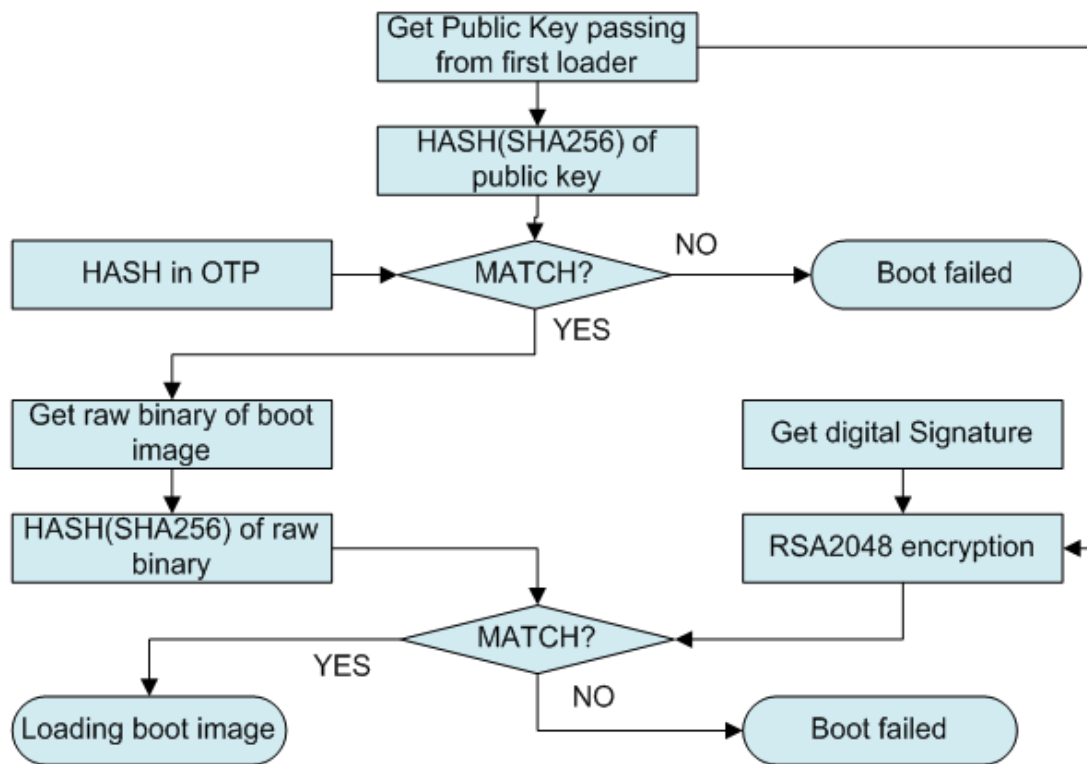 Get Public Key passing
from first loader
HASH(SHA256) of
public key
HASH in OTP
MATCH?
NO
Boot failed
YES
Get raw binary of boot
image
Get digital Signature
HASH(SHA256) of raw
binary
RSA2048 encryption
MATCH?
YES
NO
Loading boot image
Boot failed